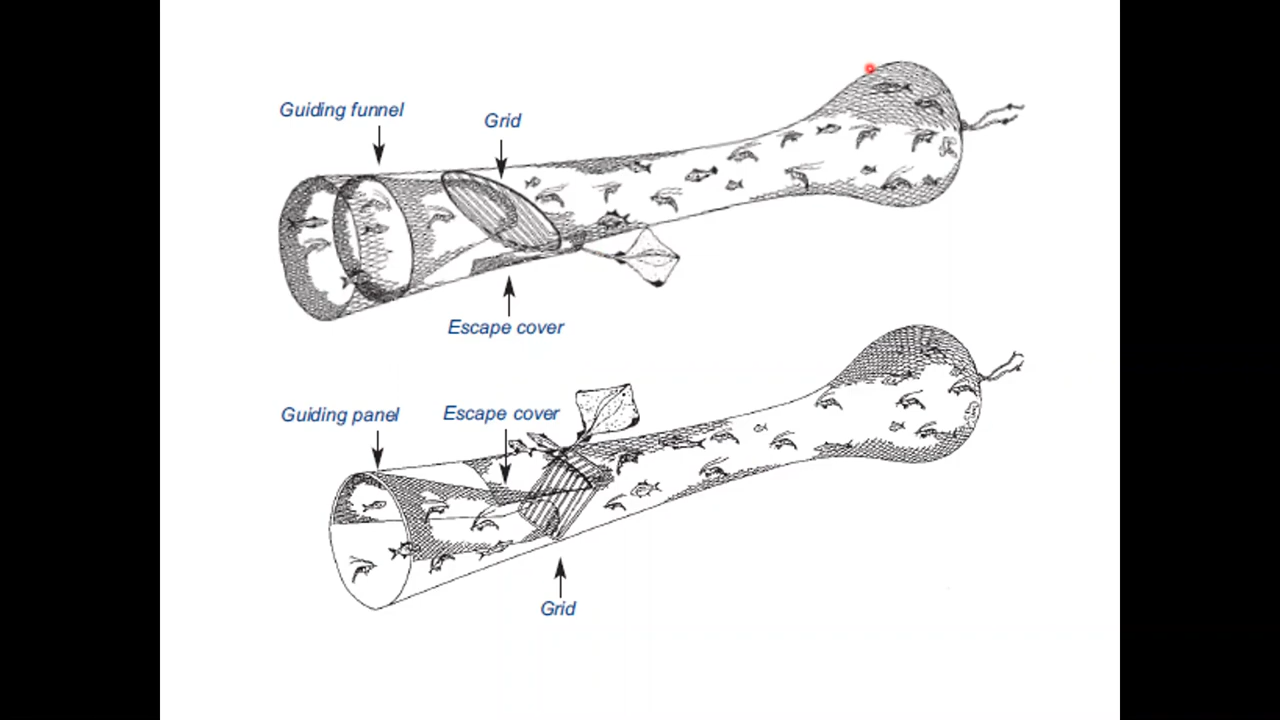 Guiding funnel
Grid
Escape cover
Guiding panel
Escape cover
Grid